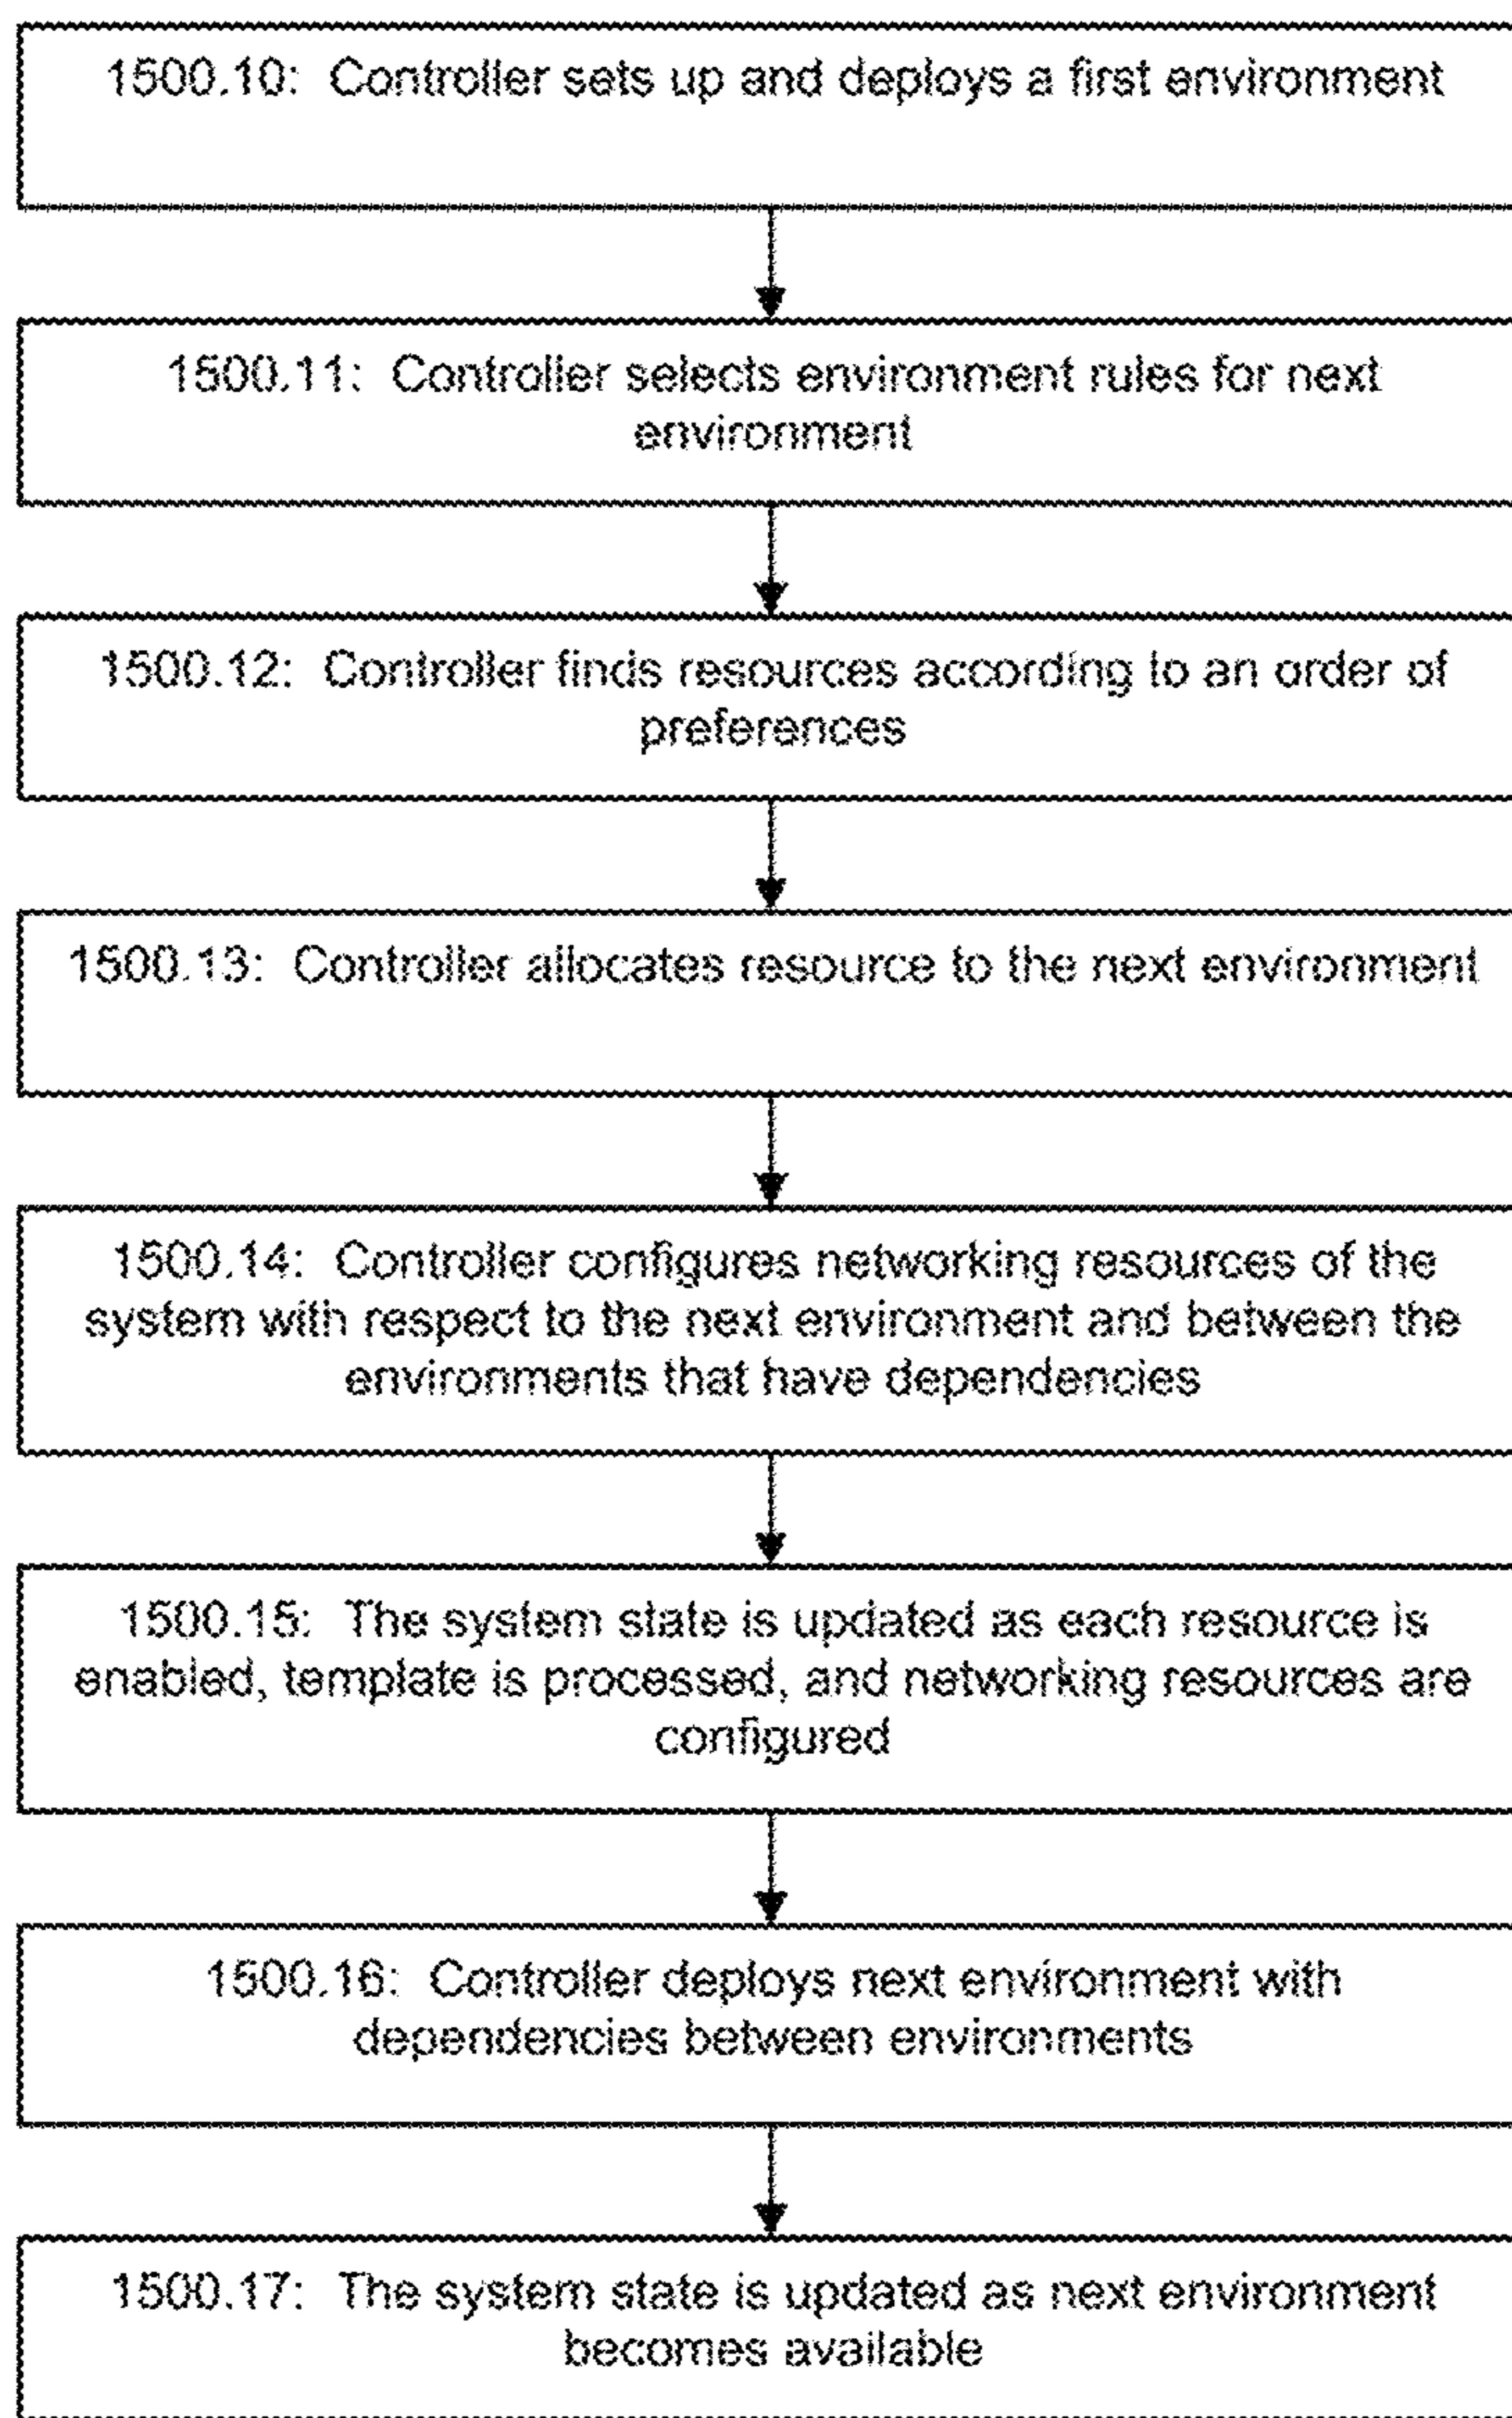 1500.10: Controller sets up and deploys a first environment
1500.11: Controller selects environment rules for next
environment
1500.12: Controller finds resources according to an order of
preferences
1500.13: Controller allocates resource to the next environment
1500.14: Controller configures networking resources of the
system with respect to the next environment and between the
environments that have dependencies
1500.15: The system state is updated as each resource is
enabled, template is processed, and networking resources are
configured
1500.16: Controller deploys next environment with
dependencies between environments
1500.17: The system state is updated as next environment
becomes available